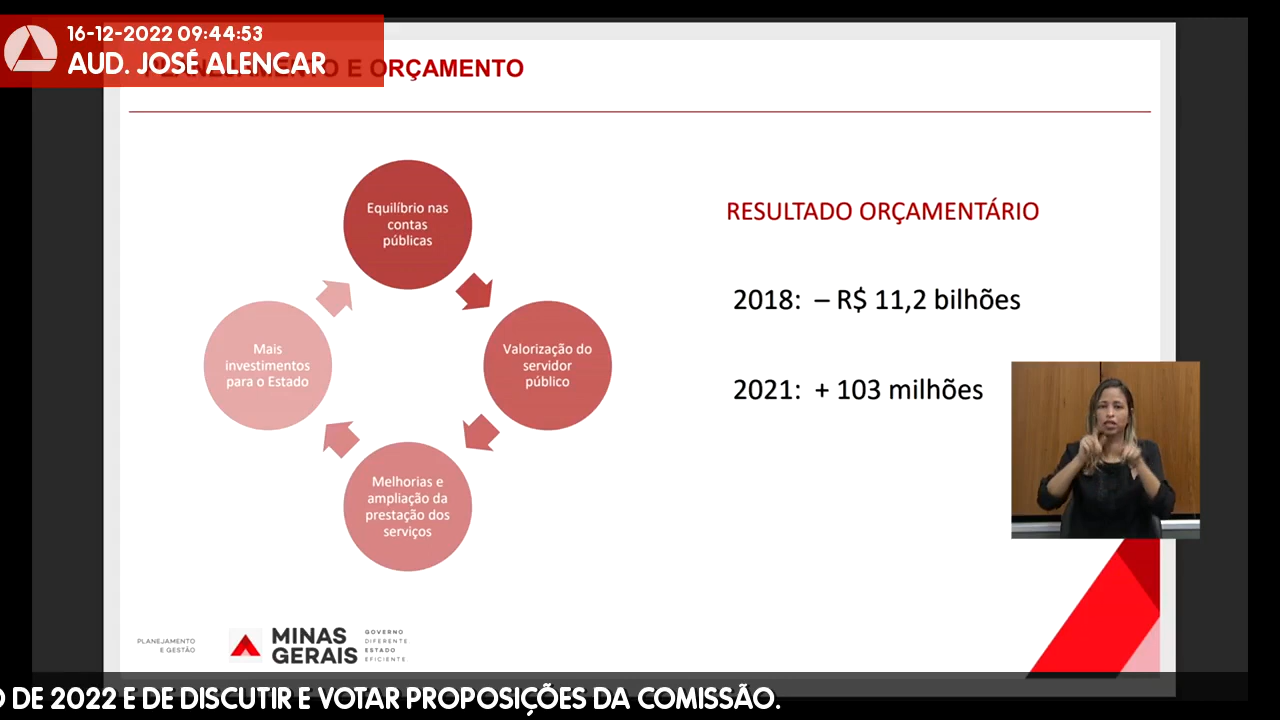 16-12-2022 09:44:53
AUD. JOSÉ ALENCAR
E ORÇAMENTO
Equilíbrio nas
contas
públicas
Valorização do
servidor
público
Melhorias e
ampliação da
prestação dos
serviços
Mais
investimentos
para o Estado
RESULTADO ORÇAMENTÁRIO
2018: – R$ 11,2 bilhões
2021: + 103 milhões
PLANEJAMENTO
E GESTÃO
MINAS
GERAIS
GOVERNO
DIFERENTE
ESTADO
EFICIENTE
DE 2022 E DE DISCUTIR E VOTAR PROPOSIÇÕES DA COMISSÃO.